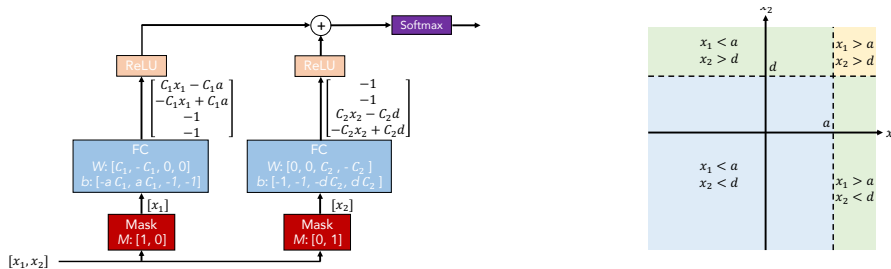 +
Softmax
ReLU
ReLU
C₁x₁ − C₁a
−C₁x₁ + C₁a
−1
−1
−1
−1
C₂x₂ − C₂d
−C₂x₂ + C₂d
FC
W: [C₁, - C₁, 0, 0]
b: [-a C₁, a C₁, -1, -1]
FC
W: [0, 0, C₂, - C₂ ]
b: [-1, -1, -d C₂, d C₂ ]
[x₁]
[x₂]
Mask
M: [1, 0]
Mask
M: [0, 1]
[x₁, x₂]
x₂
x₁ < a
x₂ > d
d
x₁ > a
x₂ > d
a
x
x₁ < a
x₂ < d
x₁ > a
x₂ < d